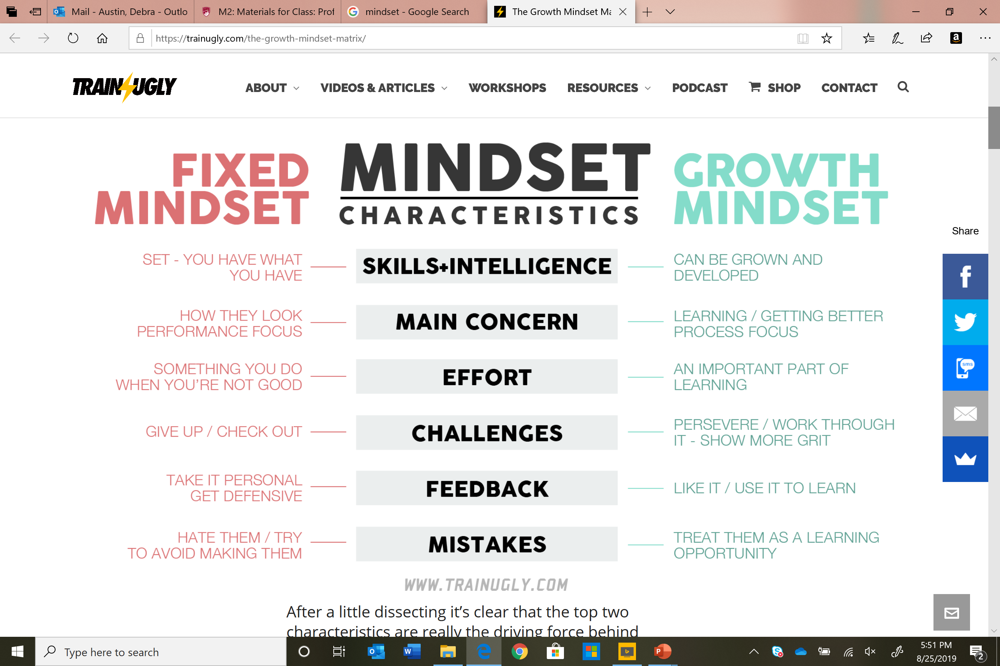 Mail - Austin, Debra - Outlo
M2: Materials for Class: Prof
mindset - Google Search
The Growth Mindset Ma
https://trainugly.com/the-growth-mindset-matrix/
TRAIN UGLY
ABOUT
VIDEOS & ARTICLES
WORKSHOPS
RESOURCES
PODCAST
SHOP
CONTACT
FIXED
MINDSET
MINDSET
CHARACTERISTICS
GROWTH
MINDSET
Share
SET - YOU HAVE WHAT
YOU HAVE
SKILLS+INTELLIGENCE
CAN BE GROWN AND
DEVELOPED
HOW THEY LOOK
PERFORMANCE FOCUS
MAIN CONCERN
LEARNING / GETTING BETTER
PROCESS FOCUS
SOMETHING YOU DO
WHEN YOU'RE NOT GOOD
EFFORT
AN IMPORTANT PART OF
LEARNING
sms
GIVE UP / CHECK OUT
CHALLENGES
PERSEVERE / WORK THROUGH
IT - SHOW MORE GRIT
TAKE IT PERSONAL
GET DEFENSIVE
FEEDBACK
LIKE IT / USE IT TO LEARN
HATE THEM / TRY
TO AVOID MAKING THEM
MISTAKES
TREAT THEM AS A LEARNING
OPPORTUNITY
WWW.TRAINUGLY.COM
After a little dissecting it's clear that the top two
characteristics are really the driving force behind
Type here to search
5:51 PM
8/25/2019
2